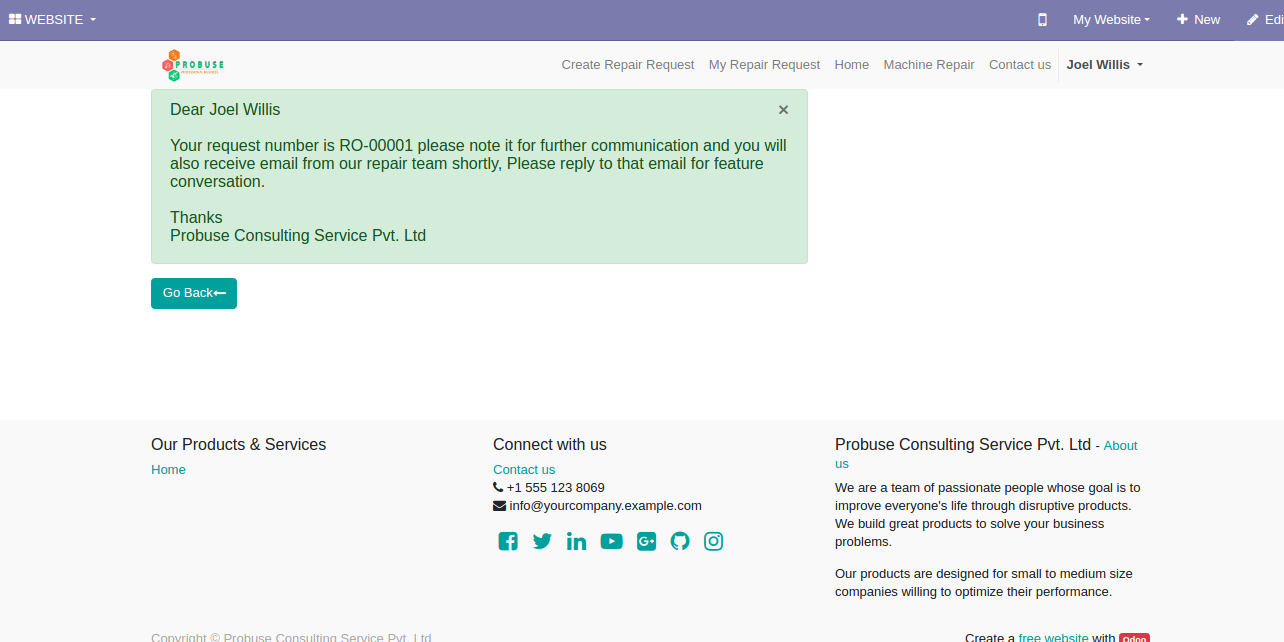 WEBSITE
My Website
New
Edi
PROBUSE
Create Repair Request
My Repair Request
Home
Machine Repair
Contact us
Joel Willis
Dear Joel Willis
×
Your request number is RO-00001 please note it for further communication and you will
also receive email from our repair team shortly, Please reply to that email for feature
conversation.
Thanks
Probuse Consulting Service Pvt. Ltd
Go Back
Our Products & Services
Home
Connect with us
Contact us
+1 555 123 8069
info@yourcompany.example.com
Probuse Consulting Service Pvt. Ltd - About
us
We are a team of passionate people whose goal is to
improve everyone's life through disruptive products.
We build great products to solve your business
problems.
Our products are designed for small to medium size
companies willing to optimize their performance.
Copyright © Probuse Consulting Service Pvt. Ltd
Create a free website with Odoo